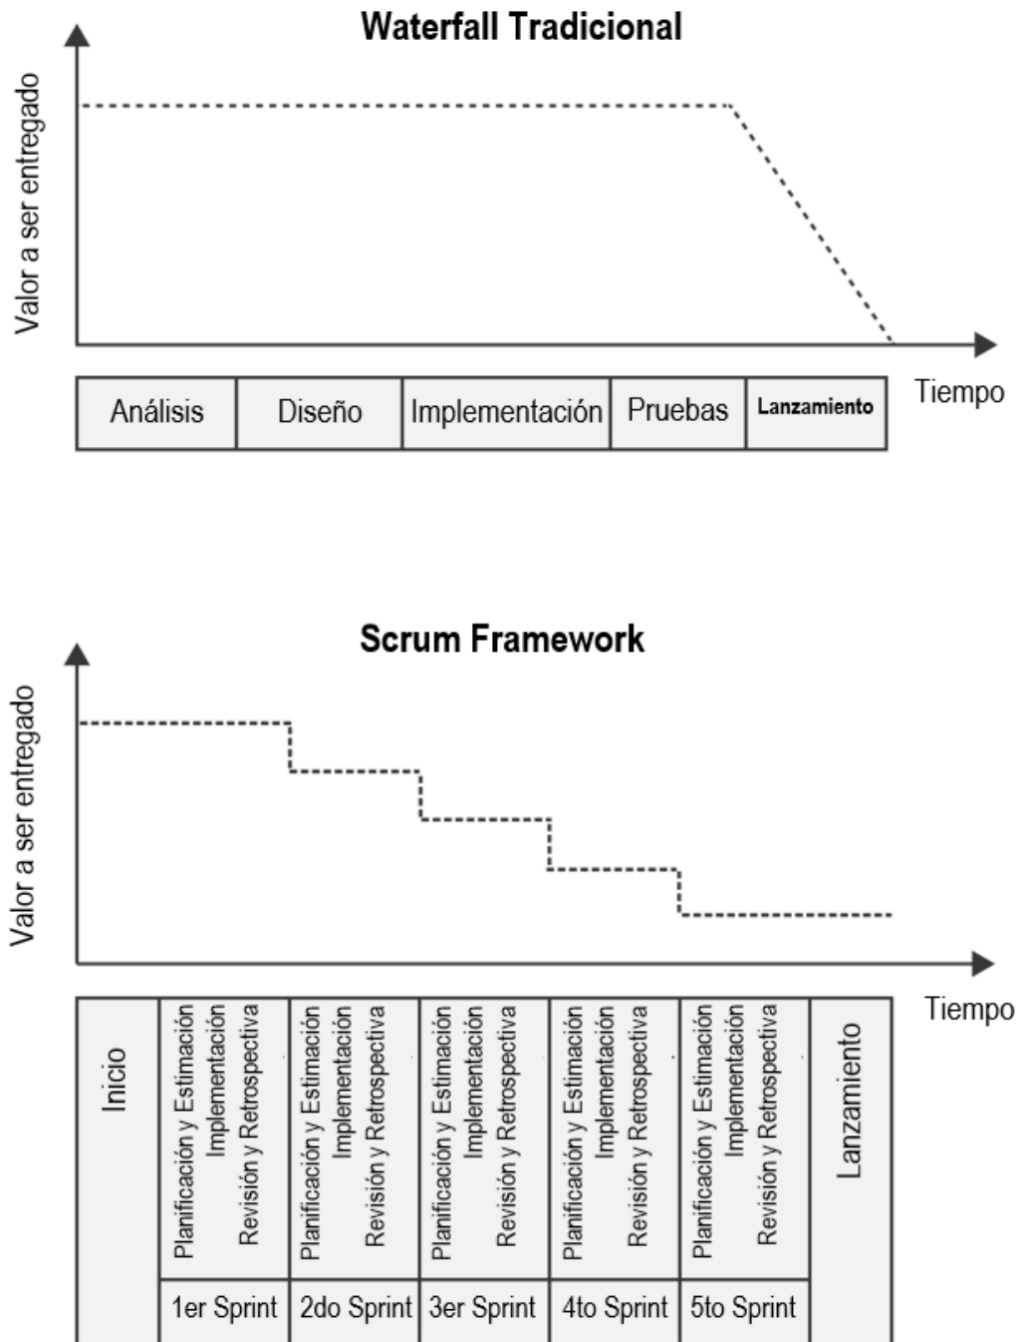 Waterfall Tradicional
Valor a ser entregado
Tiempo
Análisis
Diseño
Implementación
Pruebas
Lanzamiento
Scrum Framework
Valor a ser entregado
Tiempo
Inicio
Planificación y Estimación
Implementación
Revisión y Retrospectiva
1er Sprint
Planificación y Estimación
Implementación
Revisión y Retrospectiva
2do Sprint
Planificación y Estimación
Implementación
Revisión y Retrospectiva
3er Sprint
Planificación y Estimación
Implementación
Revisión y Retrospectiva
4to Sprint
Planificación y Estimación
Implementación
Revisión y Retrospectiva
5to Sprint
Lanzamiento